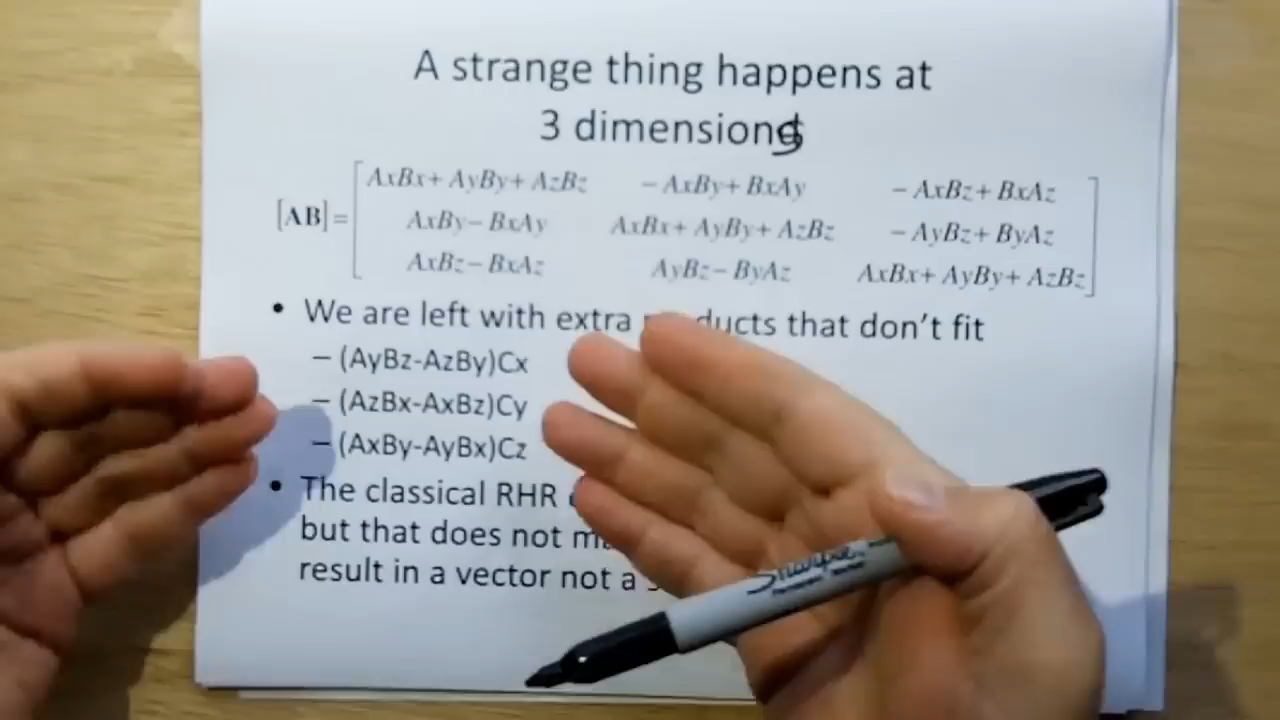 A strange thing happens at
3 dimensions
[AB]=
AxBx+ AyBy+ AzBz − AxBy+ BxAy − AxBz+ BxAz
AxBy− BxAy AxBx+ AyBy+ AzBz − AyBz+ ByAz
AxBz− BxAz AyBz− ByAz AxBx+ AyBy+ AzBz
• We are left with extra that don't fit
– (AyBz-AzBy)Cx
– (AzBx-AxBz)Cy
– (AxBy-AyBx)Cz
• The classical RHR
but that does not
result in a vector not a
Sharpie